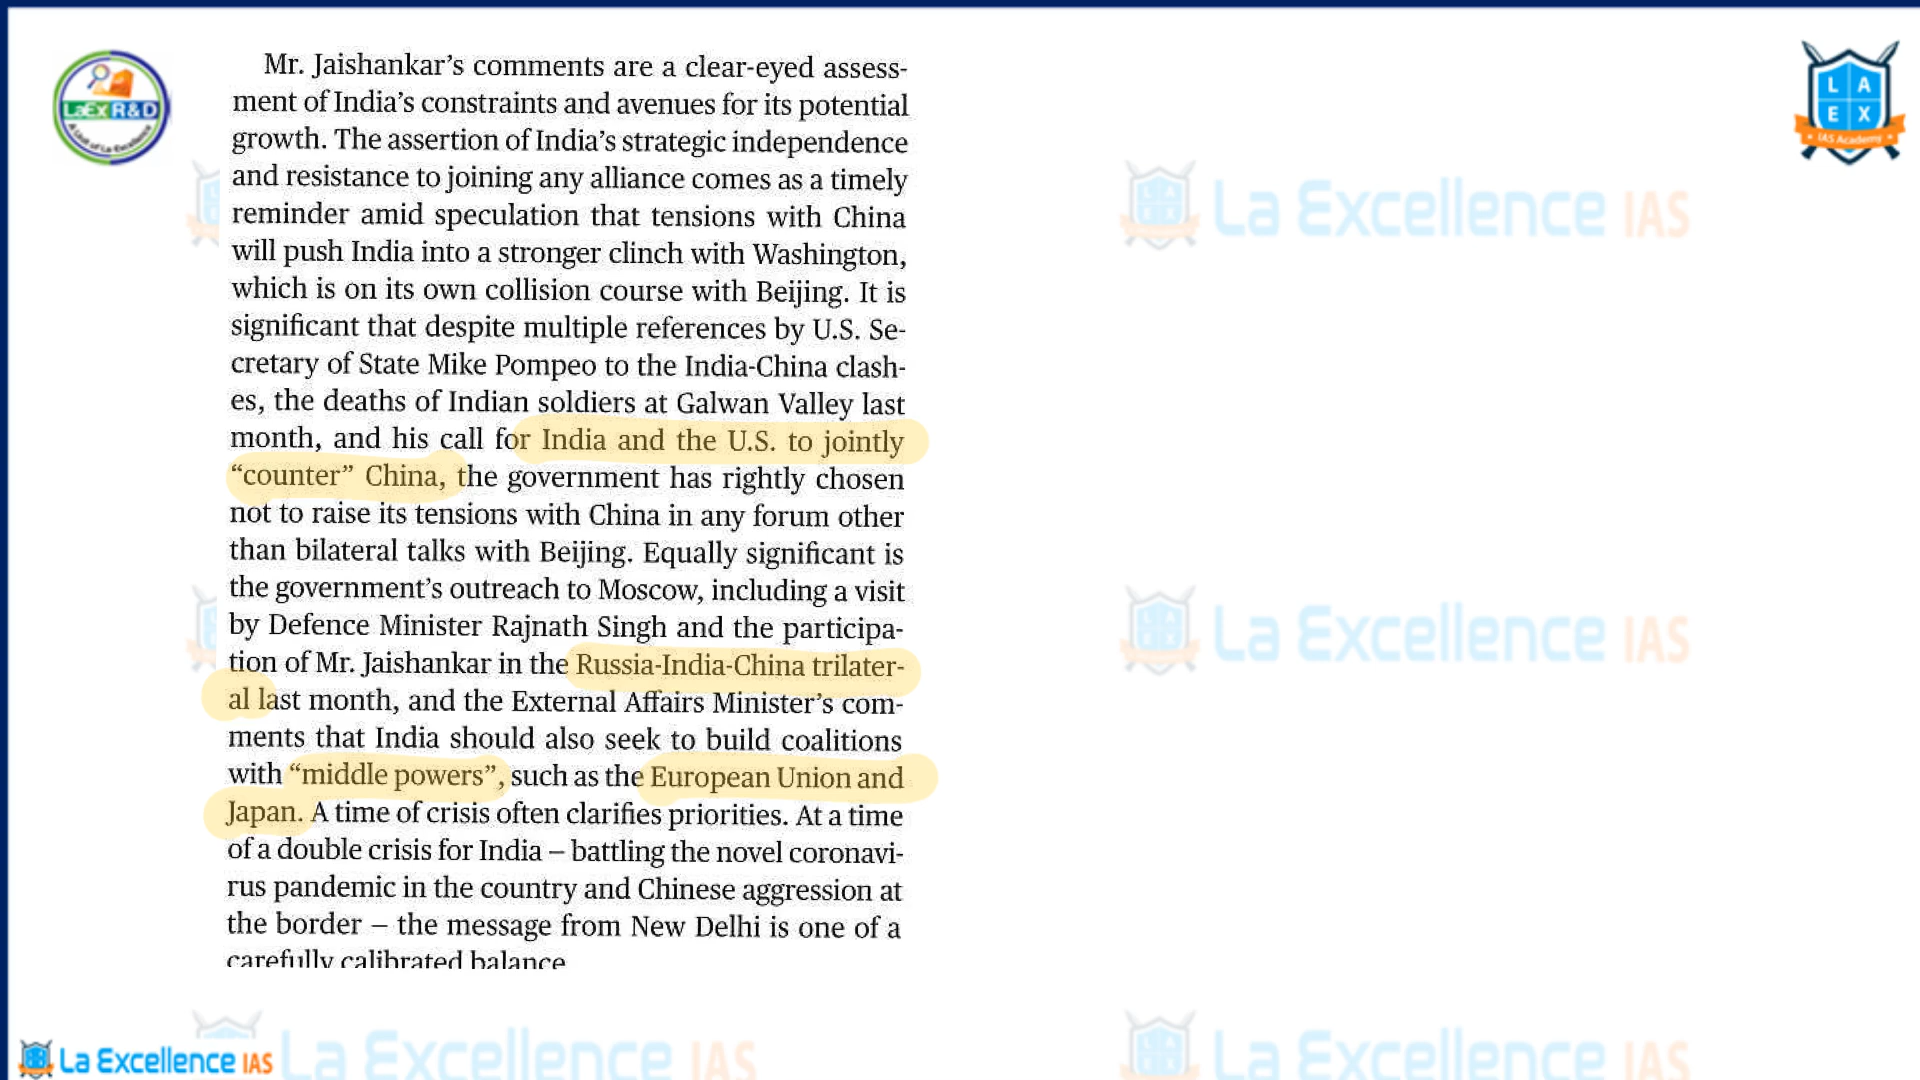 Mr. Jaishankar’s comments are a clear-eyed assess-
ment of India’s constraints and avenues for its potential
growth. The assertion of India’s strategic independence
and resistance to joining any alliance comes as a timely
reminder amid speculation that tensions with China
will push India into a stronger clinch with Washington,
which is on its own collision course with Beijing. It is
significant that despite multiple references by U.S. Se-
cretary of State Mike Pompeo to the India-China clash-
es, the deaths of Indian soldiers at Galwan Valley last
month, and his call for India and the U.S. to jointly
“counter” China, the government has rightly chosen
not to raise its tensions with China in any forum other
than bilateral talks with Beijing. Equally significant is
the government’s outreach to Moscow, including a visit
by Defence Minister Rajnath Singh and the participa-
tion of Mr. Jaishankar in the Russia-India-China trilater-
al last month, and the External Affairs Minister’s com-
ments that India should also seek to build coalitions
with “middle powers”, such as the European Union and
Japan. A time of crisis often clarifies priorities. At a time
of a double crisis for India – battling the novel coronavi-
rus pandemic in the country and Chinese aggression at
the border – the message from New Delhi is one of a
carefully calibrated balance
LaEx R&D
A Unit of La Excellence
L A
E X
IAS Academy
La Excellence IAS
La Excellence IAS
La Excellence IAS
La Excellence IAS
La Excellence IAS